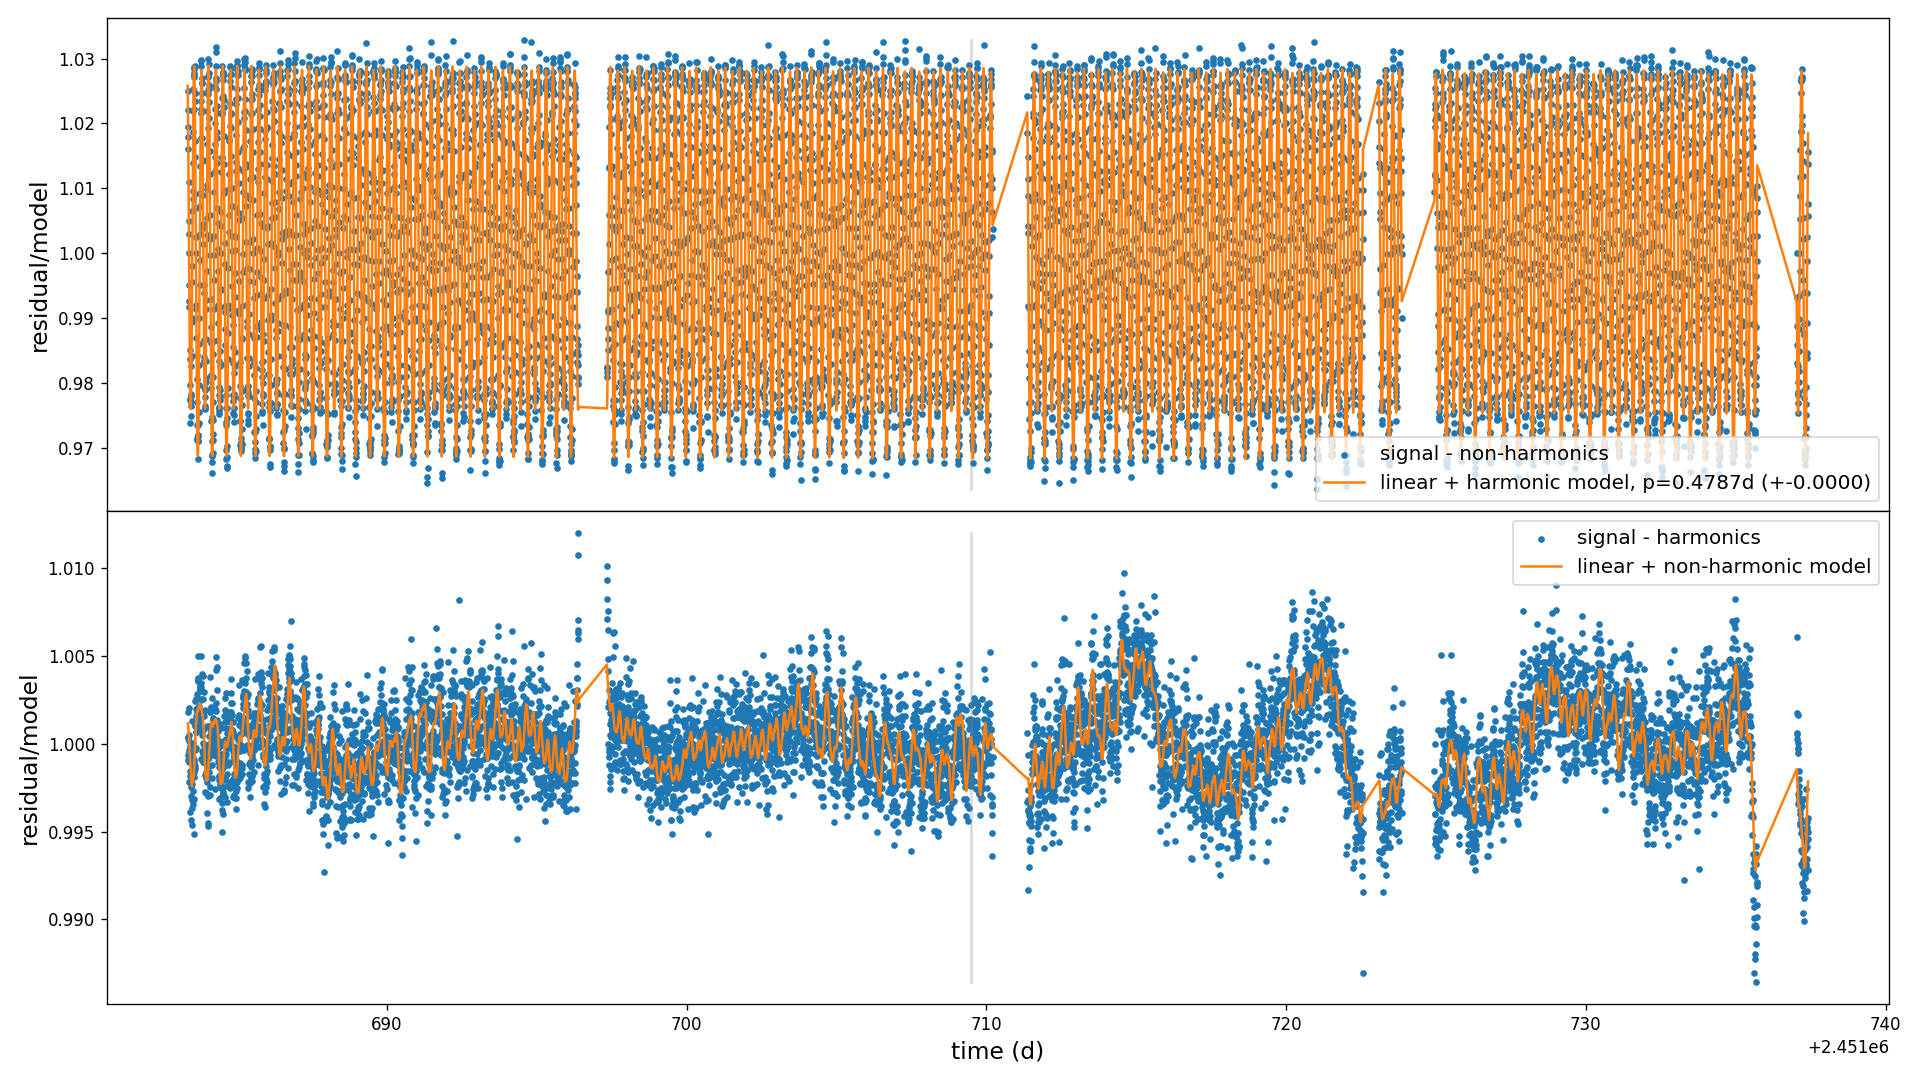 1.03
1.02
1.01
1.00
0.99
0.98
0.97
residual/model
signal - non-harmonics
linear + harmonic model, p=0.4787d (+-0.0000)
signal - harmonics
linear + non-harmonic model
1.010
1.005
1.000
0.995
0.990
residual/model
690 700 710 720 730 740
time (d)
+2.451e6